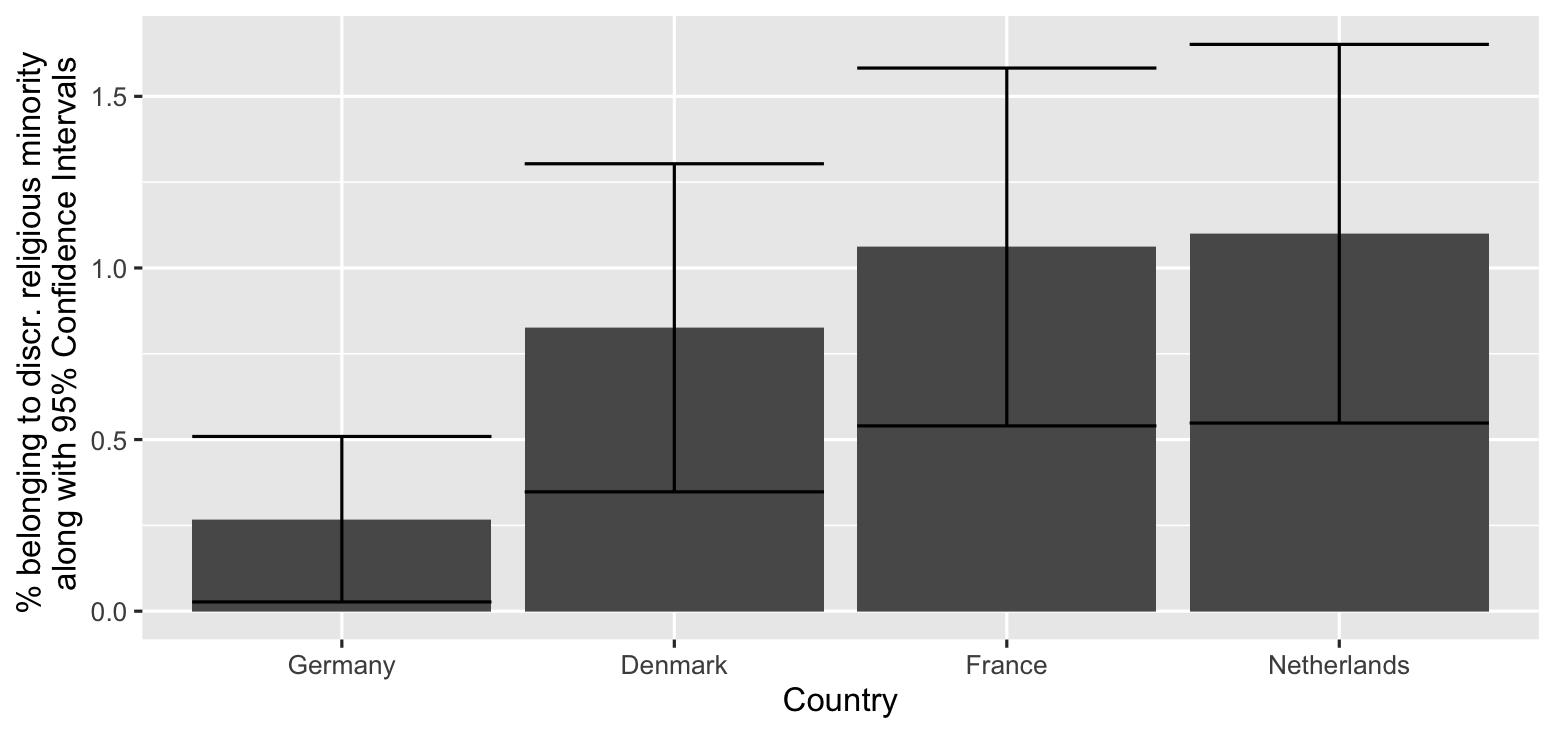 % belonging to discr. religious minority
along with 95% Confidence Intervals
1.5
1.0
0.5
0.0
Germany
Denmark
France
Netherlands
Country